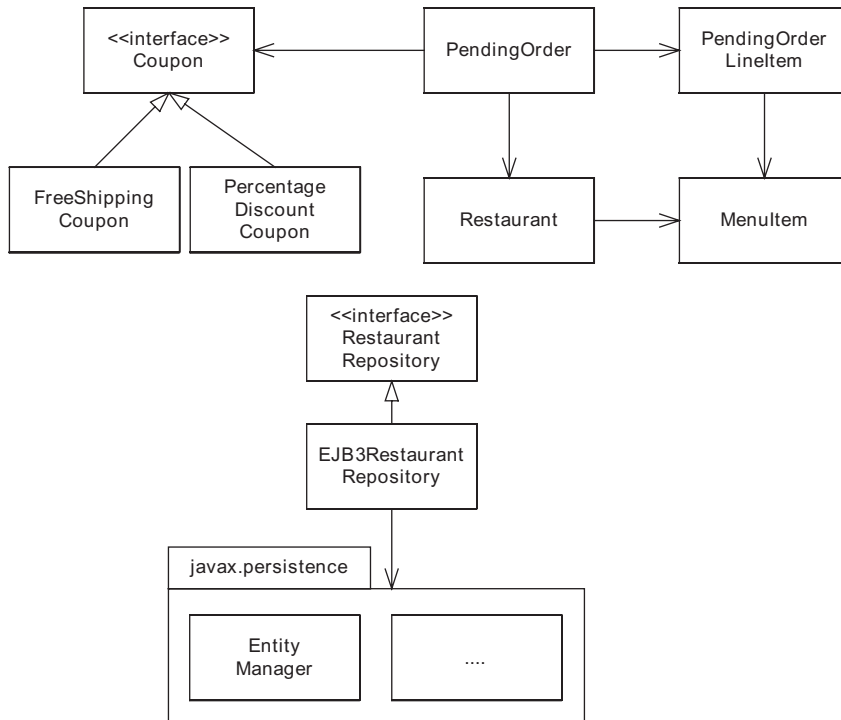 <<interface>>
Coupon
PendingOrder
PendingOrder
LineItem
FreeShipping
Coupon
Percentage
Discount
Coupon
Restaurant
MenuItem
<<interface>>
Restaurant
Repository
EJB3Restaurant
Repository
javax.persistence
Entity
Manager
....